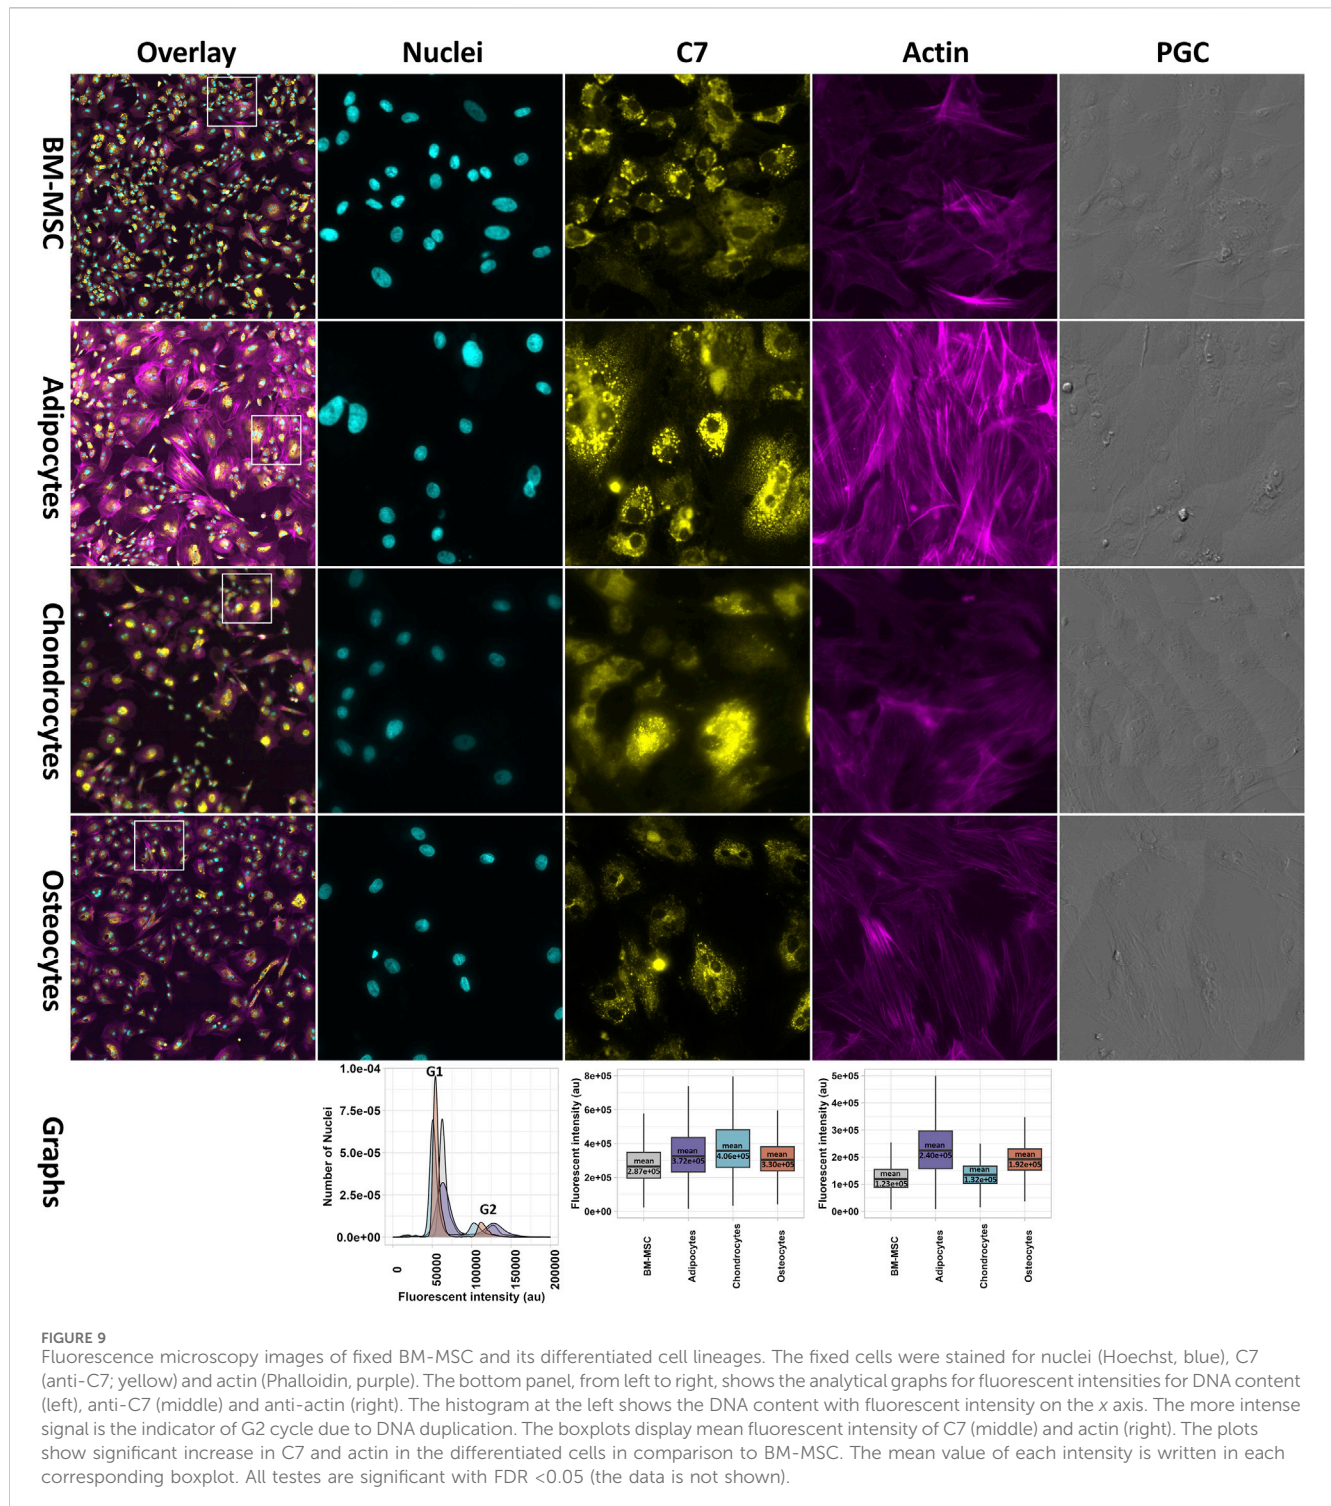 Overlay
Nuclei
C7
Actin
PGC
BM-MSC
Adipocytes
Chondrocytes
Osteocytes
Graphs
Number of Nuclei
1.0e-04
7.5e-05
5.0e-05
2.5e-05
0.0e+00
G1
G2
0
50000
100000
150000
200000
Fluorescent intensity (au)
Fluorescent intensity (au)
8e+05
6e+05
4e+05
2e+05
0e+00
mean
2.87e+05
mean
3.72e+05
mean
4.06e+05
mean
3.30e+05
BM-MSC
Adipocytes
Chondrocytes
Osteocytes
Fluorescent intensity (au)
5e+05
4e+05
3e+05
2e+05
1e+05
0e+00
mean
1.23e+05
mean
2.40e+05
mean
1.32e+05
mean
1.92e+05
BM-MSC
Adipocytes
Chondrocytes
Osteocytes
FIGURE 9
Fluorescence microscopy images of fixed BM-MSC and its differentiated cell lineages. The fixed cells were stained for nuclei (Hoechst, blue), C7
(anti-C7; yellow) and actin (Phalloidin, purple). The bottom panel, from left to right, shows the analytical graphs for fluorescent intensities for DNA content
(left), anti-C7 (middle) and anti-actin (right). The histogram at the left shows the DNA content with fluorescent intensity on the x axis. The more intense
signal is the indicator of G2 cycle due to DNA duplication. The boxplots display mean fluorescent intensity of C7 (middle) and actin (right). The plots
show significant increase in C7 and actin in the differentiated cells in comparison to BM-MSC. The mean value of each intensity is written in each
corresponding boxplot. All testes are significant with FDR <0.05 (the data is not shown).